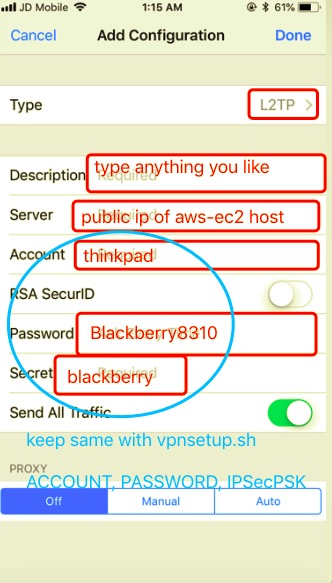 JD Mobile 1:15 AM 61%
Cancel Add Configuration Done
Type L2TP
Description type anything you like
Server public ip of aws-ec2 host
Account thinkpad
RSA SecurID
Password Blackberry8310
Secret blackberry
Send All Traffic
keep same with vpnsetup.sh
PROXY
ACCOUNT, PASSWORD, IPSecPSK
Off Manual Auto